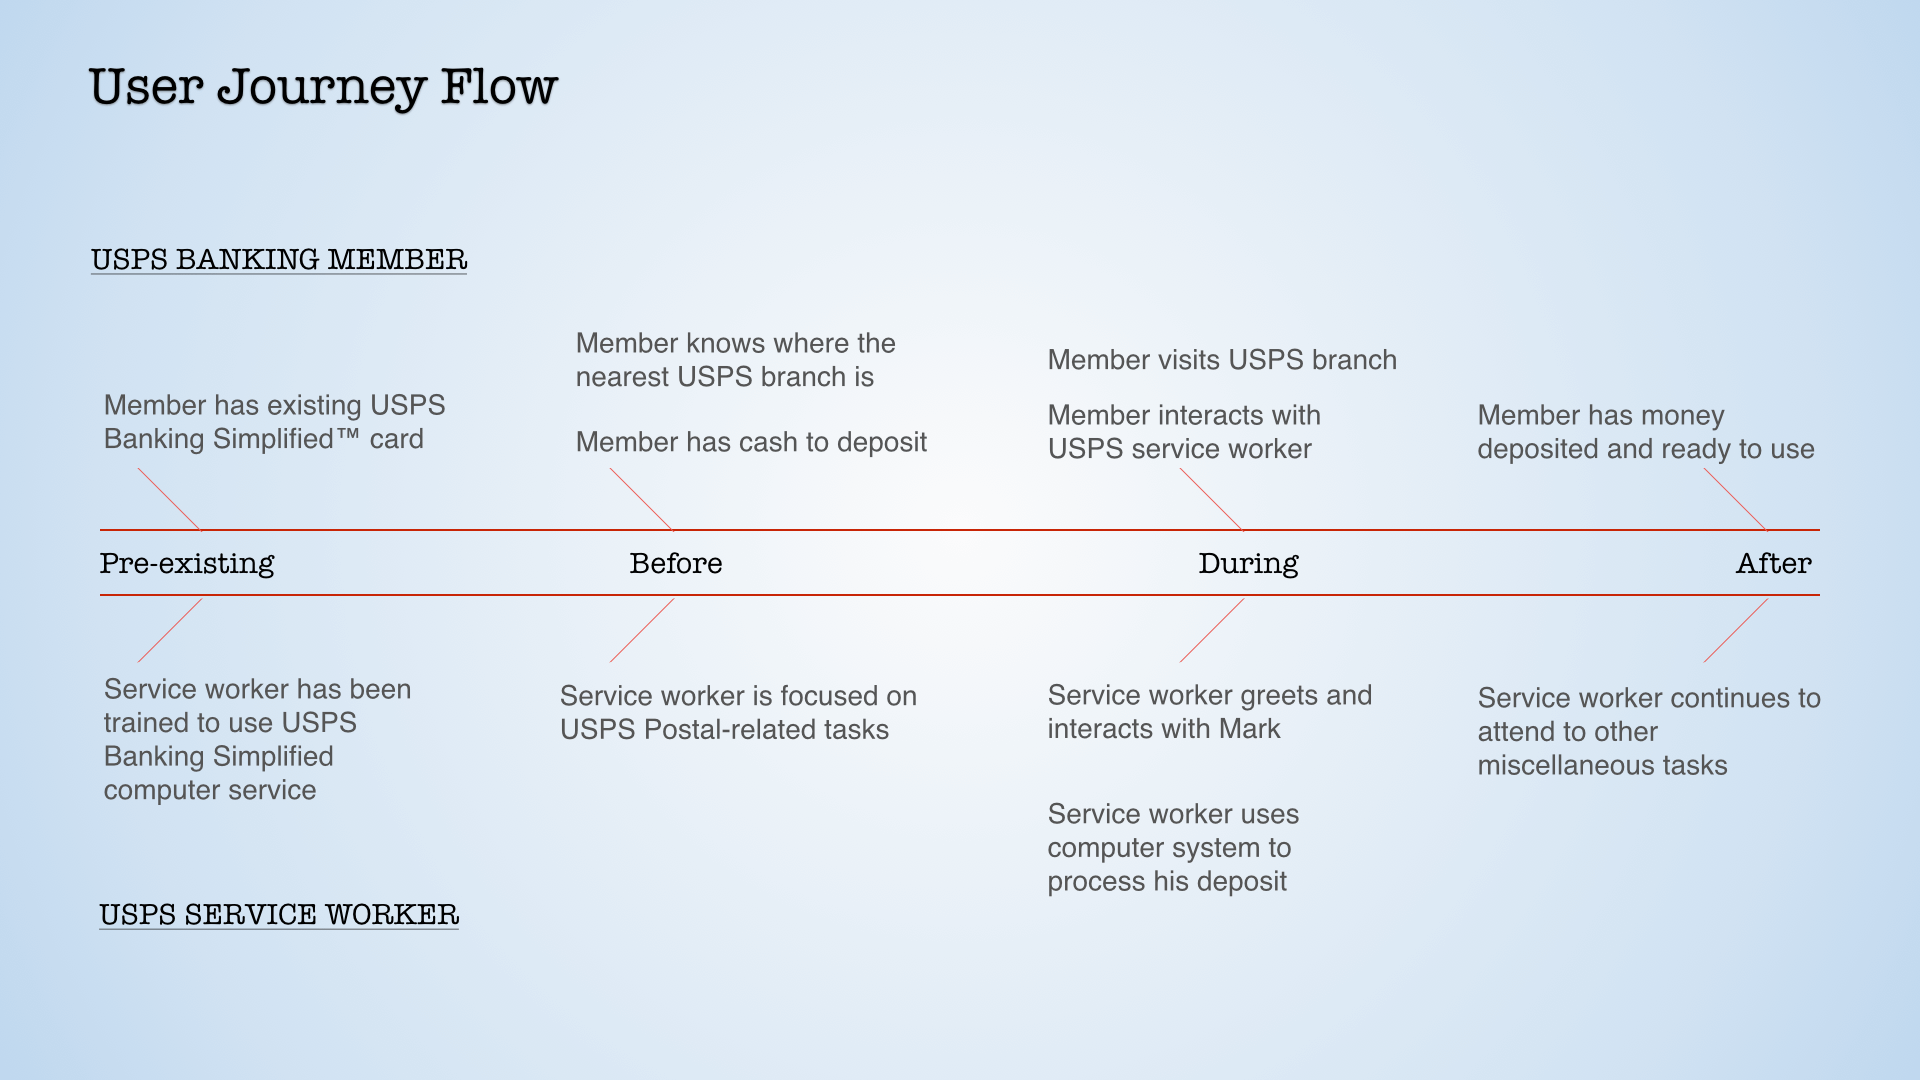 User Journey Flow
USPS BANKING MEMBER
Member has existing USPS
Banking Simplified™ card
Member knows where the
nearest USPS branch is
Member has cash to deposit
Member visits USPS branch
Member interacts with
USPS service worker
Member has money
deposited and ready to use
Pre-existing
Before
During
After
Service worker has been
trained to use USPS
Banking Simplified
computer service
Service worker is focused on
USPS Postal-related tasks
Service worker greets and
interacts with Mark
Service worker uses
computer system to
process his deposit
Service worker continues to
attend to other
miscellaneous tasks
USPS SERVICE WORKER